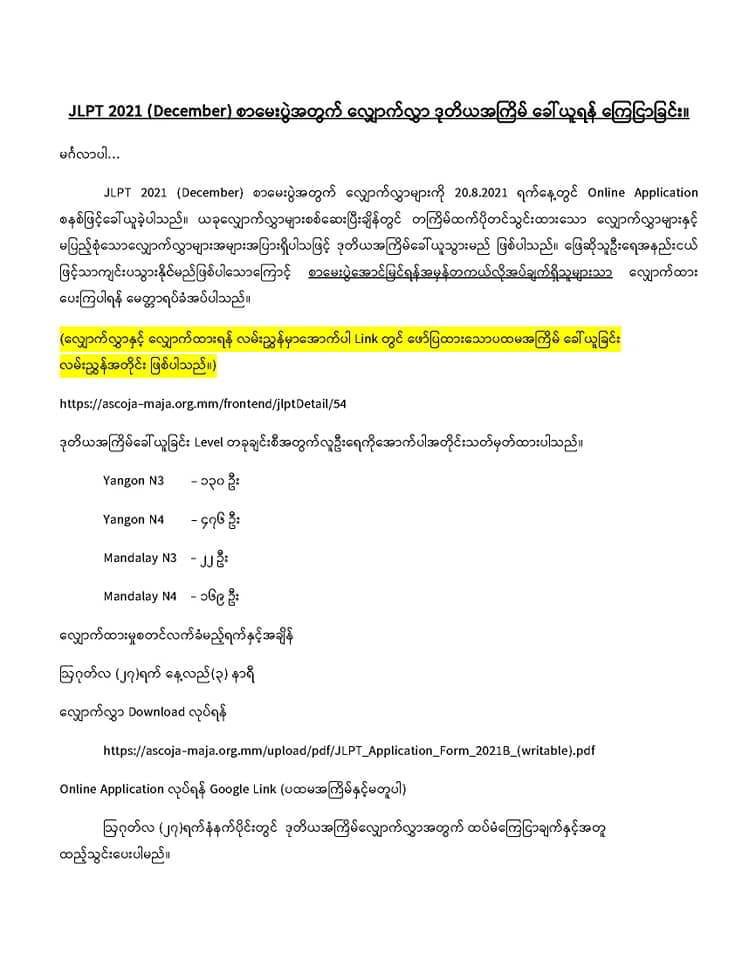 JLPT 2021 (December) စာမေးပွဲအတွက် လျှောက်လွှာ ဒုတိယအကြိမ် ခေါ်ယူရန် ကြေငြာခြင်း။
မင်္ဂလာပါ...
JLPT 2021 (December) စာမေးပွဲအတွက် လျှောက်လွှာများကို 20.8.2021 ရက်နေ့တွင် Online Application
စနစ်ဖြင့်ခေါ်ယူခဲ့ပါသည်။ ယခုလျှောက်လွှာများစစ်ဆေးပြီးချိန်တွင် တကြိမ်ထက်ပိုတင်သွင်းထားသော လျှောက်လွှာများနှင့်
မပြည့်စုံသောလျှောက်လွှာများအများအပြားရှိပါသဖြင့် ဒုတိယအကြိမ်ခေါ်ယူသွားမည် ဖြစ်ပါသည်။ ဖြေဆိုသူဦးရေအနည်းငယ်
ဖြင့်သာကျင်းပသွားနိုင်မည်ဖြစ်ပါသောကြောင့် စာမေးပွဲအောင်မြင်ရန်အမှန်တကယ်လိုအပ်ချက်ရှိသူများသာ လျှောက်ထား
ပေးကြပါရန် မေတ္တာရပ်ခံအပ်ပါသည်။
(လျှောက်လွှာနှင့် လျှောက်ထားရန် လမ်းညွှန်မှာအောက်ပါ Link တွင် ဖော်ပြထားသောပထမအကြိမ် ခေါ်ယူခြင်း
လမ်းညွှန်အတိုင်း ဖြစ်ပါသည်။)
https://ascoja-maja.org.mm/frontend/jlptDetail/54
ဒုတိယအကြိမ်ခေါ်ယူခြင်း Level တခုချင်းစီအတွက်လူဦးရေကိုအောက်ပါအတိုင်းသတ်မှတ်ထားပါသည်။
Yangon N3 – ၁၃၀ ဦး
Yangon N4 – ၄၇၆ ဦး
Mandalay N3 – ၂၂ ဦး
Mandalay N4 – ၁၆၉ ဦး
လျှောက်ထားမှုစတင်လက်ခံမည့်ရက်နှင့်အချိန်
ဩဂုတ်လ (၂၇)ရက် နေ့လည်(၃) နာရီ
လျှောက်လွှာ Download လုပ်ရန်
https://ascoja-maja.org.mm/upload/pdf/JLPT_Application_Form_2021B_(writable).pdf
Online Application လုပ်ရန် Google Link (ပထမအကြိမ်နှင့်မတူပါ)
ဩဂုတ်လ (၂၇)ရက်နံနက်ပိုင်းတွင် ဒုတိယအကြိမ်လျှောက်လွှာအတွက် ထပ်မံကြေငြာချက်နှင့်အတူ
ထည့်သွင်းပေးပါမည်။